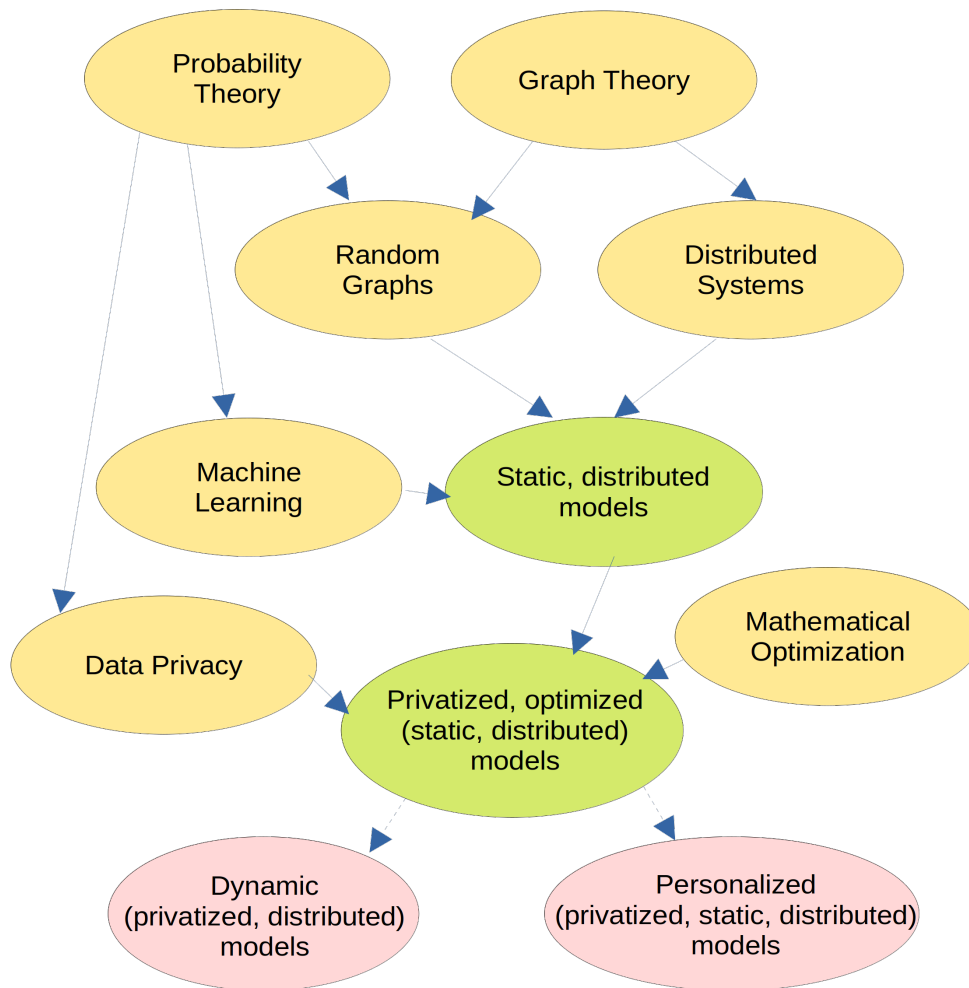 Probability
Theory
Graph Theory
Random
Graphs
Distributed
Systems
Machine
Learning
Static, distributed
models
Mathematical
Optimization
Data Privacy
Privatized, optimized
(static, distributed)
models
Dynamic
(privatized, distributed)
models
Personalized
(privatized, static, distributed)
models